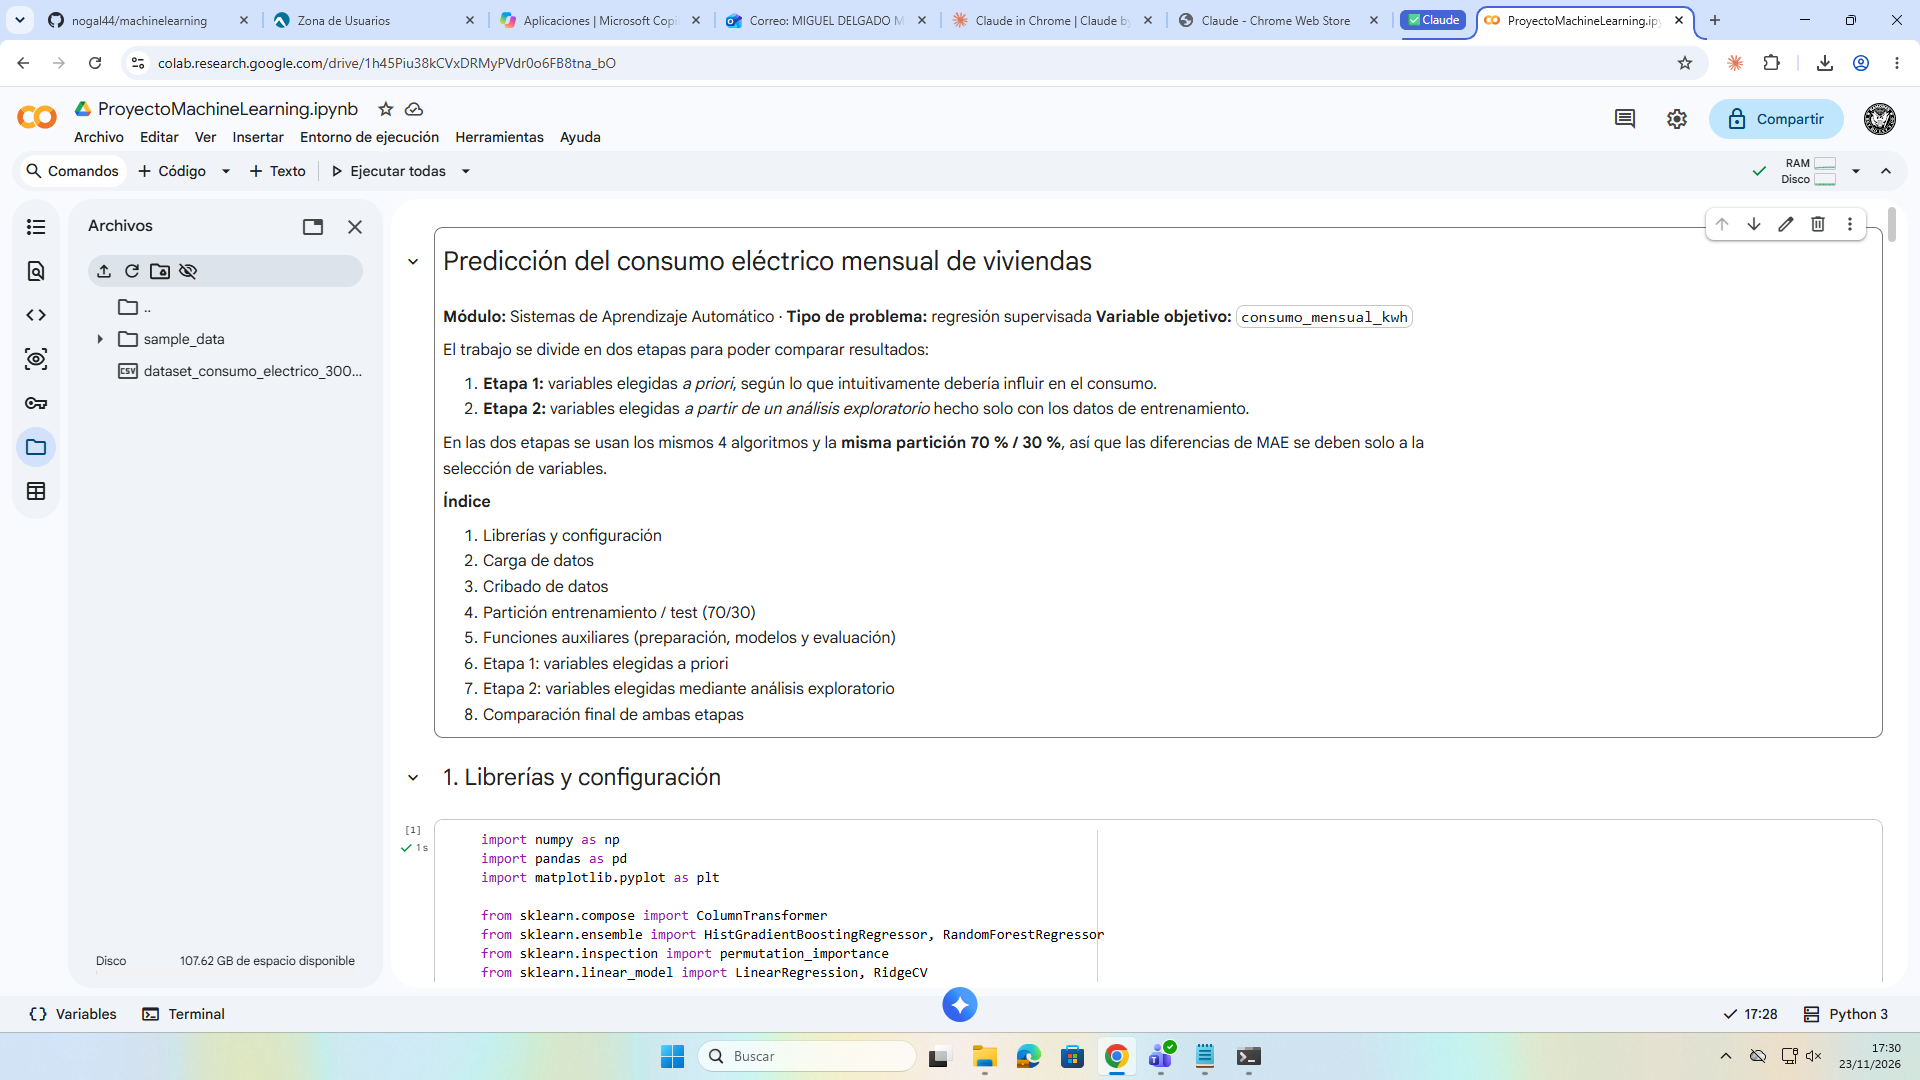 nogal44/machinelearning
Zona de Usuarios
Aplicaciones | Microsoft Copi
Correo: MIGUEL DELGADO M
Claude in Chrome | Claude by
Claude - Chrome Web Store
Claude
ProyectoMachineLearning.ipy
colab.research.google.com/drive/1h45Piu38kCVxDRMyPVdr0o6FB8tna_bO
ProyectoMachineLearning.ipynb
Archivo Editar Ver Insertar Entorno de ejecución Herramientas Ayuda
Compartir
Comandos + Código + Texto Ejecutar todas
RAM
Disco
Archivos
..
sample_data
dataset_consumo_electrico_300...
Disco 107.62 GB de espacio disponible
Predicción del consumo eléctrico mensual de viviendas
Módulo: Sistemas de Aprendizaje Automático · Tipo de problema: regresión supervisada Variable objetivo: consumo_mensual_kwh
El trabajo se divide en dos etapas para poder comparar resultados:
1. Etapa 1: variables elegidas a priori, según lo que intuitivamente debería influir en el consumo.
2. Etapa 2: variables elegidas a partir de un análisis exploratorio hecho solo con los datos de entrenamiento.
En las dos etapas se usan los mismos 4 algoritmos y la misma partición 70 % / 30 %, así que las diferencias de MAE se deben solo a la
selección de variables.
Índice
1. Librerías y configuración
2. Carga de datos
3. Cribado de datos
4. Partición entrenamiento / test (70/30)
5. Funciones auxiliares (preparación, modelos y evaluación)
6. Etapa 1: variables elegidas a priori
7. Etapa 2: variables elegidas mediante análisis exploratorio
8. Comparación final de ambas etapas
1. Librerías y configuración
[1]
1 s
import numpy as np
import pandas as pd
import matplotlib.pyplot as plt
from sklearn.compose import ColumnTransformer
from sklearn.ensemble import HistGradientBoostingRegressor, RandomForestRegressor
from sklearn.inspection import permutation_importance
from sklearn.linear_model import LinearRegression, RidgeCV
Variables Terminal
17:28 Python 3
Buscar
17:30
23/11/2026